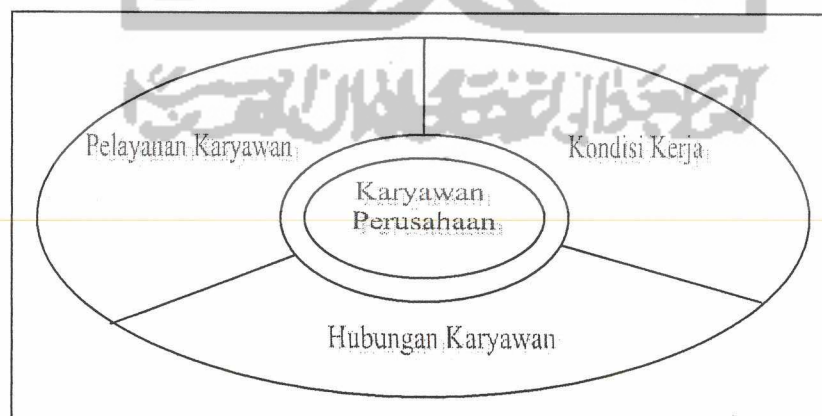 Pelayanan Karyawan
Kondisi Kerja
Karyawan
Perusahaan
Hubungan Karyawan